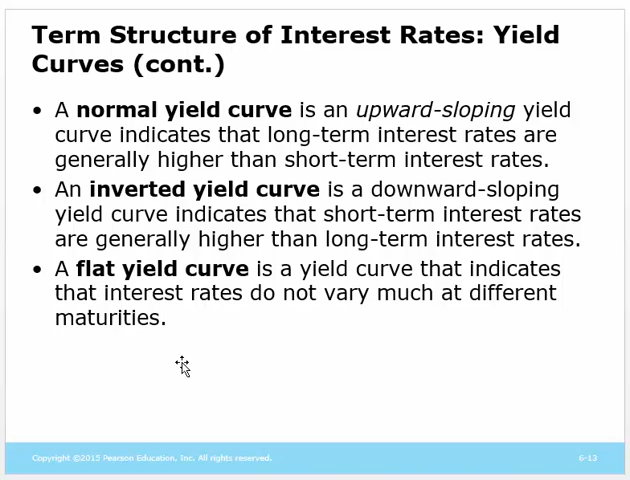 Term Structure of Interest Rates: Yield
Curves (cont.)
• A normal yield curve is an upward-sloping yield
curve indicates that long-term interest rates are
generally higher than short-term interest rates.
• An inverted yield curve is a downward-sloping
yield curve indicates that short-term interest rates
are generally higher than long-term interest rates.
• A flat yield curve is a yield curve that indicates
that interest rates do not vary much at different
maturities.
Copyright ©2015 Pearson Education, Inc. All rights reserved.
6-13